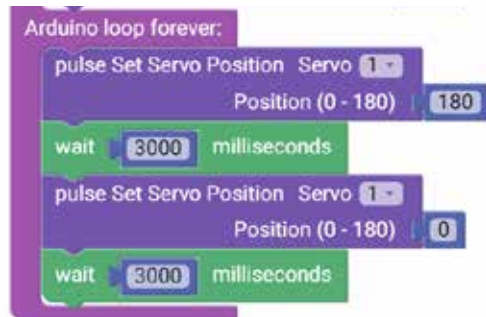 Arduino loop forever:
pulse Set Servo Position Servo 1
Position (0 - 180) 180
wait 3000 milliseconds
pulse Set Servo Position Servo 1
Position (0 - 180) 0
wait 3000 milliseconds